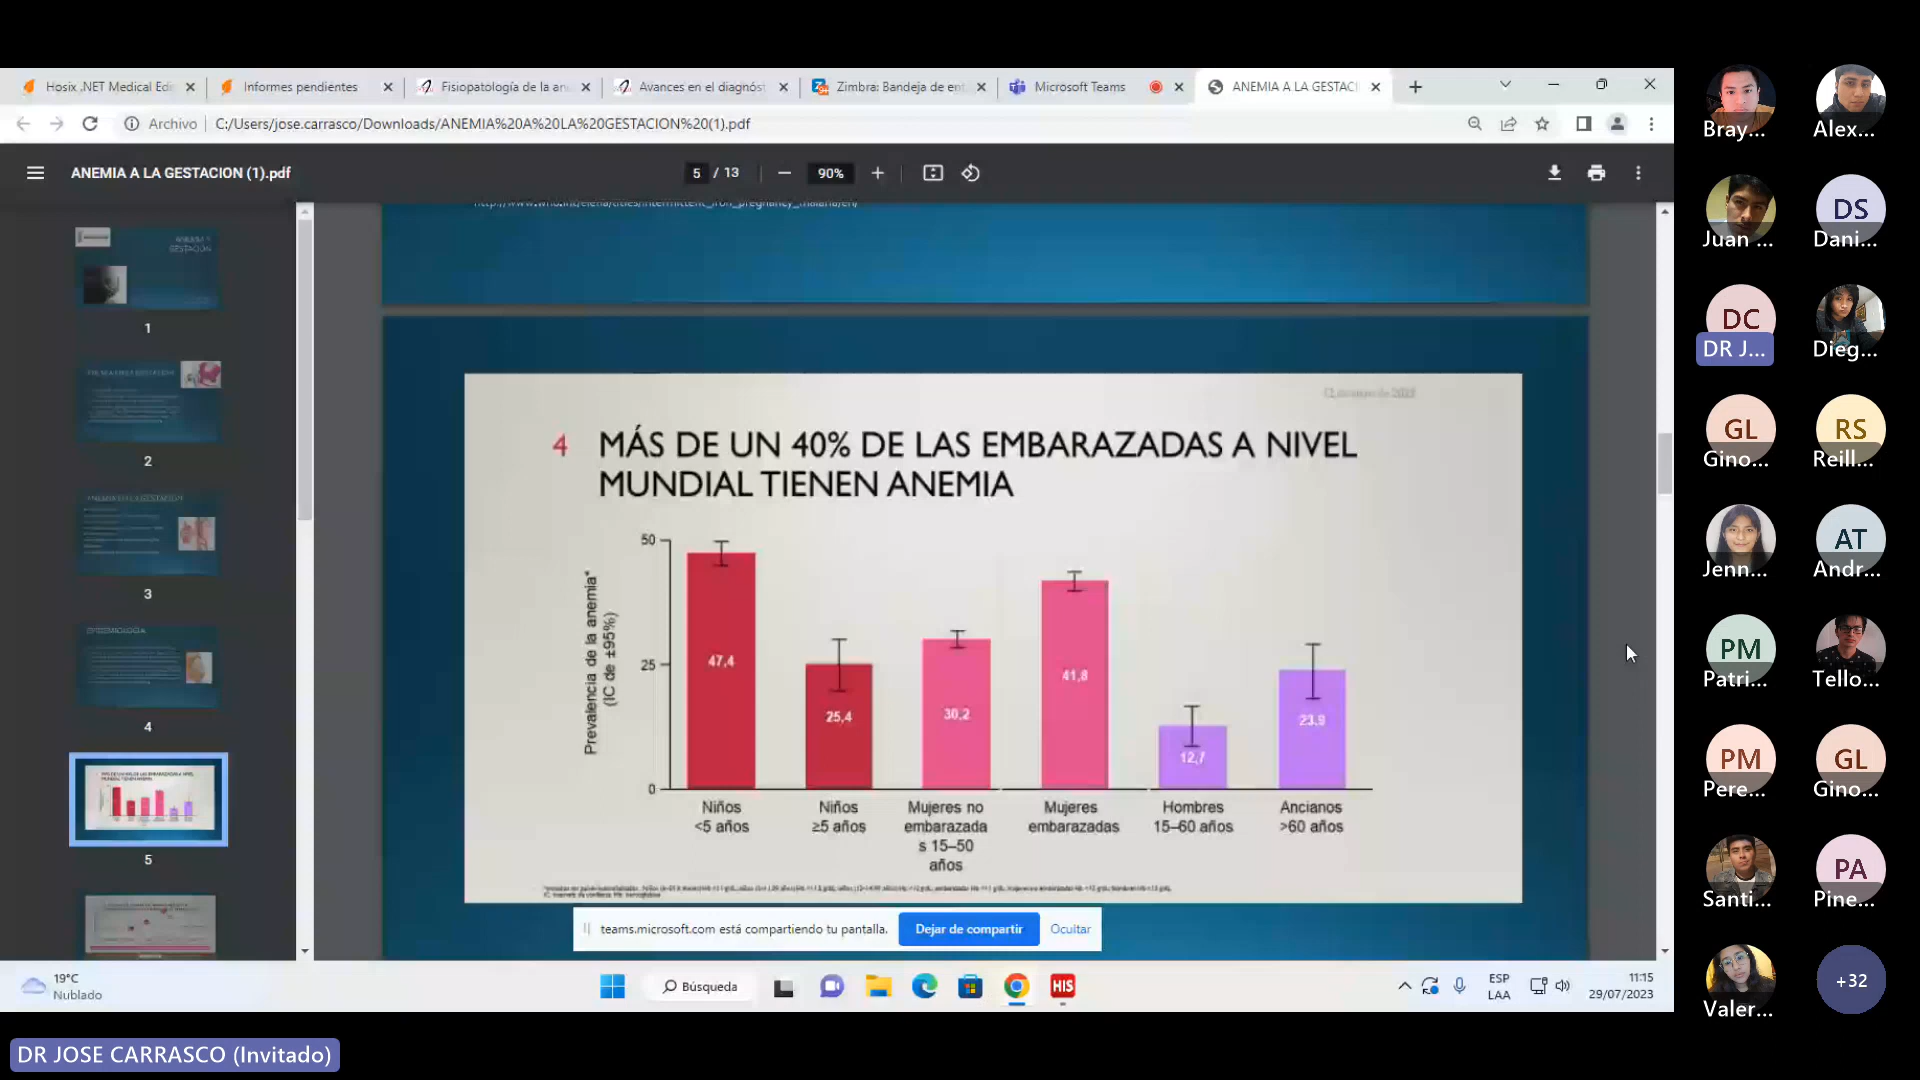 Hosix .NET Medical Edi
Informes pendientes
Fisiopatología de la an
Avances en el diagnóst
Zimbra: Bandeja de ent
Microsoft Teams
ANEMIA A LA GESTACI
Archivo
C:/Users/jose.carrasco/Downloads/ANEMIA%20A%20LA%20GESTACION%20(1).pdf
ANEMIA A LA GESTACION (1).pdf
5 / 13
90%
1
2
3
4
5
4 MÁS DE UN 40% DE LAS EMBARAZADAS A NIVEL
MUNDIAL TIENEN ANEMIA
Prevalencia de la anemia*
(IC de ±95%)
50
25
0
47,4
25,4
30,2
41,8
12,7
23,9
Niños
<5 años
Niños
≥5 años
Mujeres no
embarazada
s 15–50
años
Mujeres
embarazadas
Hombres
15–60 años
Ancianos
>60 años
teams.microsoft.com está compartiendo tu pantalla.
Dejar de compartir
Ocultar
19°C
Nublado
Búsqueda
HIS
ESP
LAA
11:15
29/07/2023
Bray...
Alex...
Juan ...
DS
Dani...
DC
DR J...
Dieg...
GL
Gino...
RS
Reill...
Jenn...
AT
Andr...
PM
Patri...
Tello...
PM
Pere...
GL
Gino...
Santi...
PA
Pine...
Valer...
+32
DR JOSE CARRASCO (Invitado)